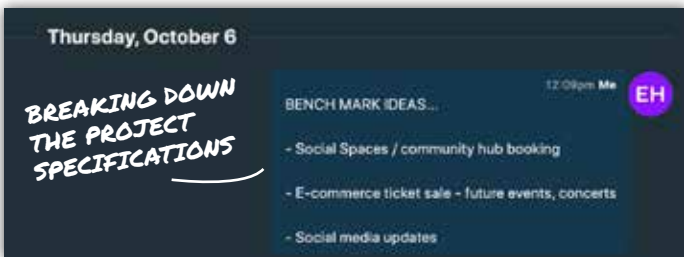 Thursday, October 6
BREAKING DOWN
THE PROJECT
SPECIFICATIONS
12:09pm Me
EH
BENCH MARK IDEAS...
- Social Spaces / community hub booking
- E-commerce ticket sale - future events, concerts
- Social media updates